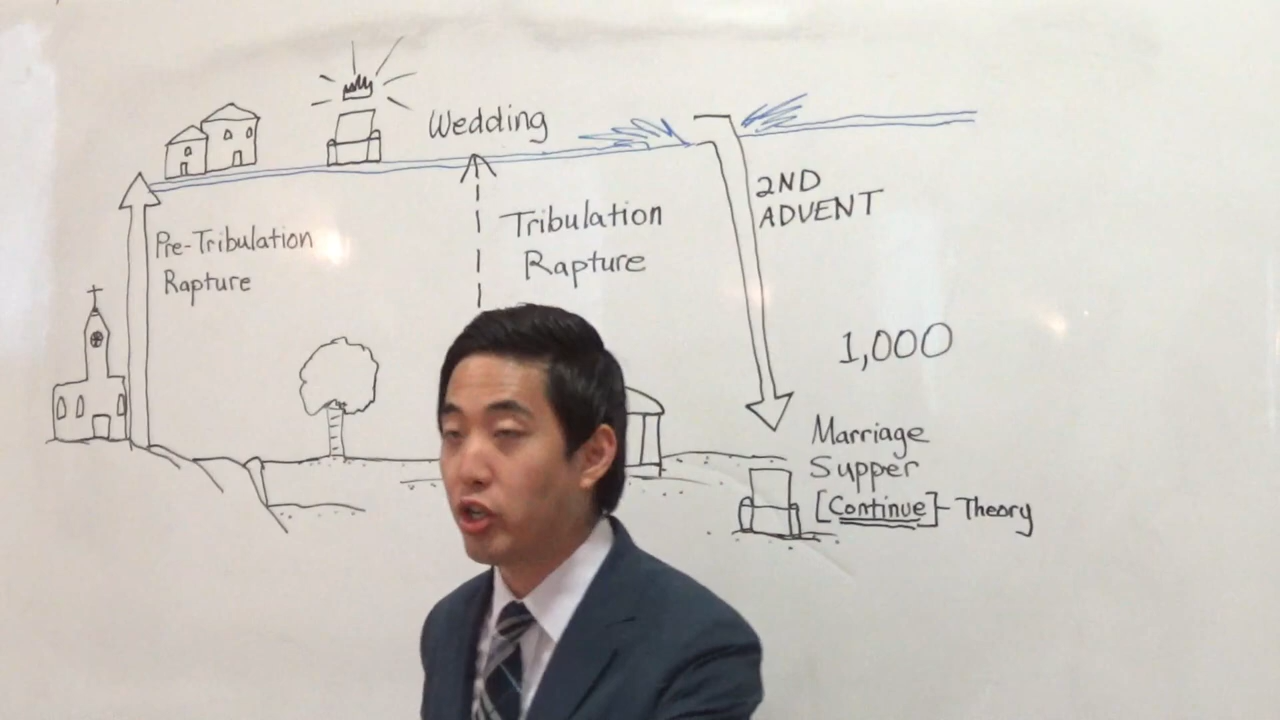 Wedding
Pre-Tribulation
Rapture
Tribulation
Rapture
2ND
ADVENT
1,000
Marriage
Supper
[Continue] - Theory